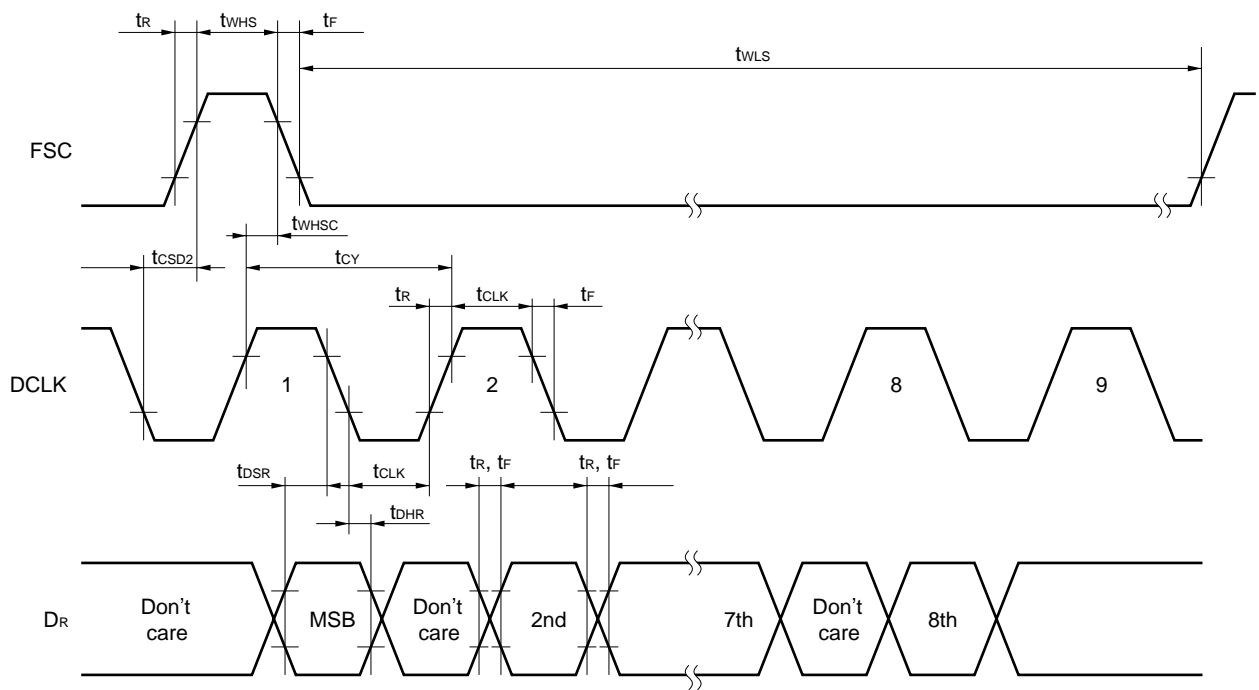 tR tWHS tF
tWLS
FSC
tWHSC
tCSD2 tCY
tR tCLK tF
DCLK 1 2 8 9
tDSR tCLK tR, tF tR, tF
tDHR
DR Don't care MSB Don't care 2nd 7th Don't care 8th